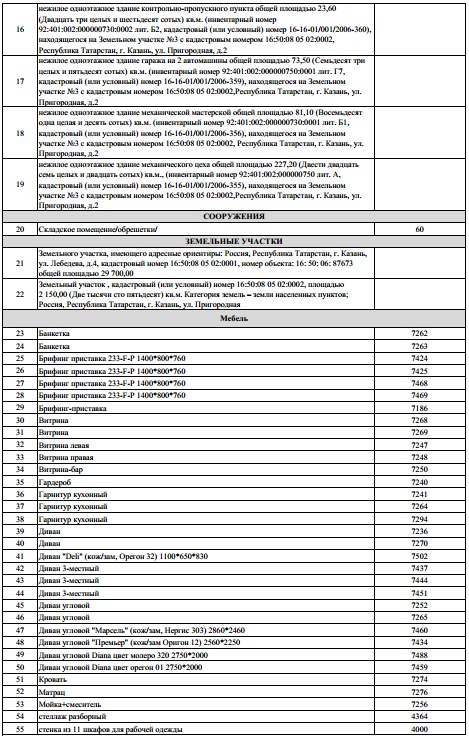 нежилое одноэтажное здание контрольно-пропускного пункта общей площадью 23,60
16 (Двадцать три целых и шестьдесят сотых) кв.м. (инвентарный номер
92:401:002:000000730:0002 лит. Б2, кадастровый (или условный) номер 16-16-01/001/2006-360),
находящегося на Земельном участке №3 с кадастровым номером 16:50:08 05 02:0002,
Республика Татарстан, г. Казань, ул. Пригородная, д.2
нежилое одноэтажное здание гаража на 2 автомашины общей площадью 73,50 (Семьдесят три
17 целых и пятьдесят сотых) кв.м. (инвентарный номер 92:401:002:000000750:0001 лит. Г7,
кадастровый (или условный) номер 16-16-01/001/2006-359), находящегося на Земельном
участке №3 с кадастровым номером 16:50:08 05 02:0002,Республика Татарстан, г. Казань, ул.
Пригородная, д.2
нежилое одноэтажное здание механической мастерской общей площадью 81,10 (Восемьдесят
18 одна целая и десять сотых) кв.м. (инвентарный номер 92:401:002:000000730:0001 лит. Б1,
кадастровый (или условный) номер 16-16-01/001/2006-356), находящегося на Земельном
участке №3 с кадастровым номером 16:50:08 05 02:0002,Республика Татарстан, г. Казань, ул.
Пригородная, д.2
нежилое одноэтажное здание механического цеха общей площадью 227,20 (Двести двадцать
19 семь целых и двадцать сотых) кв.м., (инвентарный номер 92:401:002:000000750 лит. А,
кадастровый (или условный) номер 16-16-01/001/2006-355), находящегося на Земельном
участке №3 с кадастровым номером 16:50:08 05 02:0002,Республика Татарстан, г. Казань, ул.
Пригородная, д.2
СООРУЖЕНИЯ
20 Складское помещение/обрешетки/ 60
ЗЕМЕЛЬНЫЕ УЧАСТКИ
Земельного участка, имеющего адресные ориентиры: Россия, Республика Татарстан, г. Казань,
21 ул. Лебедева, д.4, кадастровый номер 16:50:08 05 02:0001, номер объекта: 16: 50: 06: 87673
общей площадью 29 700,00
Земельный участок , кадастровый (или условный) номер 16:50:08 05 02:0002, площадью
22 2 150,00 (Две тысячи сто пятьдесят) кв.м. Категория земель – земли населенных пунктов;
Россия, Республика Татарстан, г. Казань, ул. Пригородная
Мебель
23 Банкетка 7262
24 Банкетка 7263
25 Брифинг приставка 233-F-P 1400*800*760 7424
26 Брифинг приставка 233-F-P 1400*800*760 7425
27 Брифинг приставка 233-F-P 1400*800*760 7468
28 Брифинг приставка 233-F-P 1400*800*760 7469
29 Брифинг-приставка 7186
30 Витрина 7268
31 Витрина 7269
32 Витрина левая 7247
33 Витрина правая 7248
34 Витрина-бар 7250
35 Гардероб 7240
36 Гарнитур кухонный 7241
37 Гарнитур кухонный 7264
38 Гарнитур кухонный 7294
39 Диван 7236
40 Диван 7270
41 Диван "Deli" (кож/зам, Орегон 32) 1100*650*830 7502
42 Диван 3-местный 7437
43 Диван 3-местный 7444
44 Диван 3-местный 7451
45 Диван угловой 7252
46 Диван угловой 7265
47 Диван угловой "Марсель" (кож/зам, Нергис 303) 2860*2460 7460
48 Диван угловой "Премьер" (кож/зам Оригон 12) 2560*2250 7434
49 Диван угловой Diana цвет молеро 320 2750*2000 7488
50 Диван угловой Diana цвет орегон 01 2750*2000 7459
51 Кровать 7274
52 Матрац 7276
53 Мойка+смеситель 7256
54 стеллаж разборный 4364
55 стенка из 11 шкафов для рабочей одежды 4000